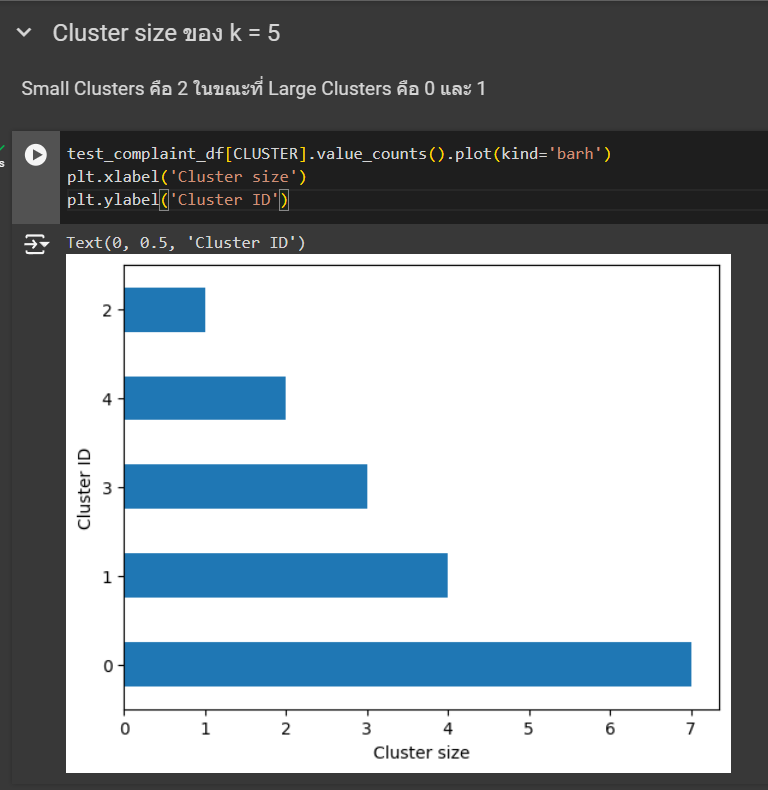 Cluster size ของ k = 5
Small Clusters คือ 2 ในขณะที่ Large Clusters คือ 0 และ 1
test_complaint_df[CLUSTER].value_counts().plot(kind='barh')
s
plt.xlabel('Cluster size')
plt.ylabel('Cluster ID')
Text(0, 0.5, 'Cluster ID')
2
4
Cluster ID
3
1
0
0 1 2 3 4 5 6 7
Cluster size